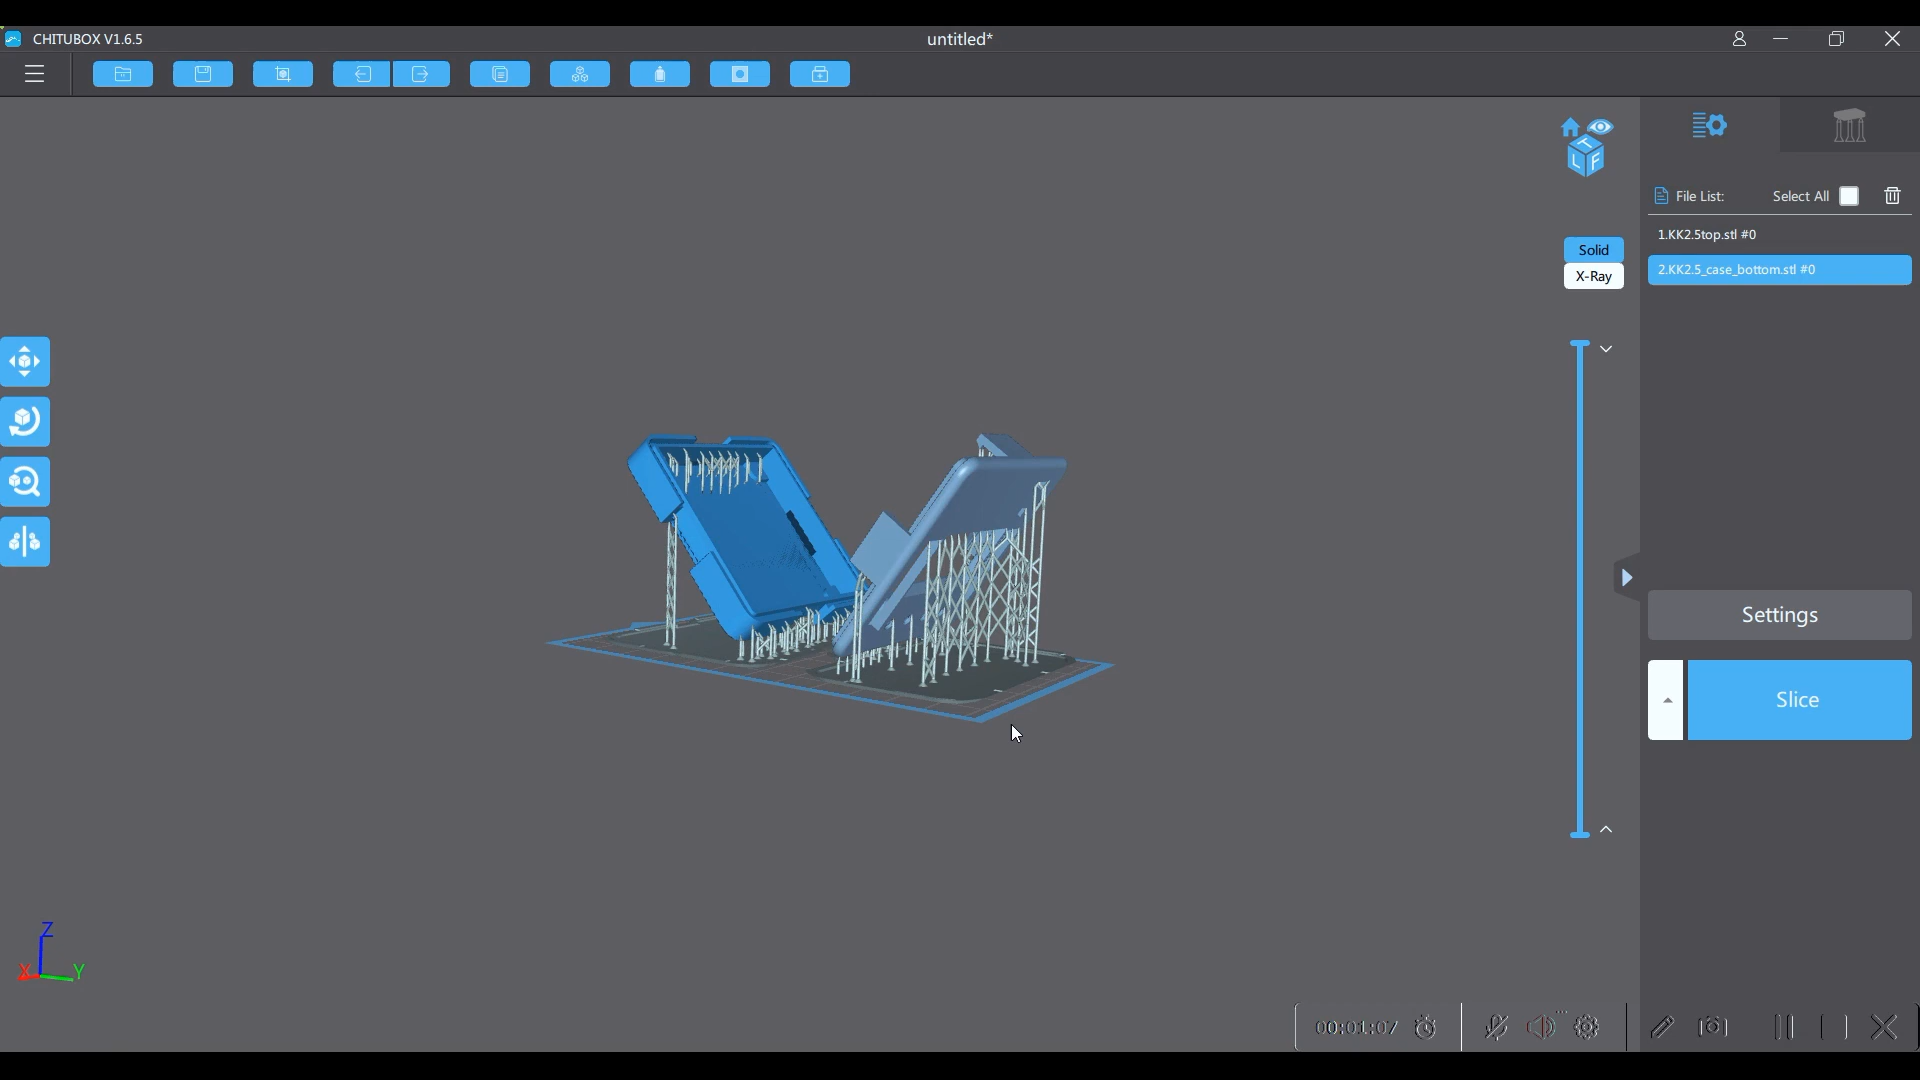 CHITUBOX V1.6.5
untitled*
T
L F
File List: Select All
1.KK2.5top.stl #0
Solid
2.KK2.5_case_bottom.stl #0
X-Ray
Settings
Slice
Z
X Y
00:01:07